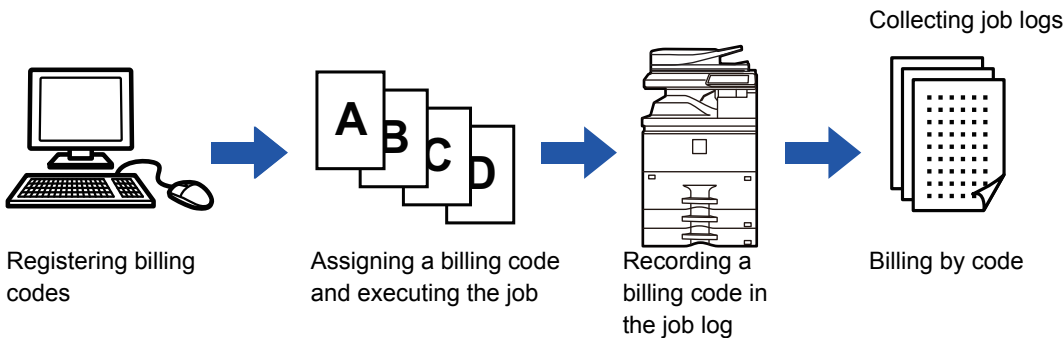 Collecting job logs
A
B
C
D
Registering billing
codes
Assigning a billing code
and executing the job
Recording a
billing code in
the job log
Billing by code